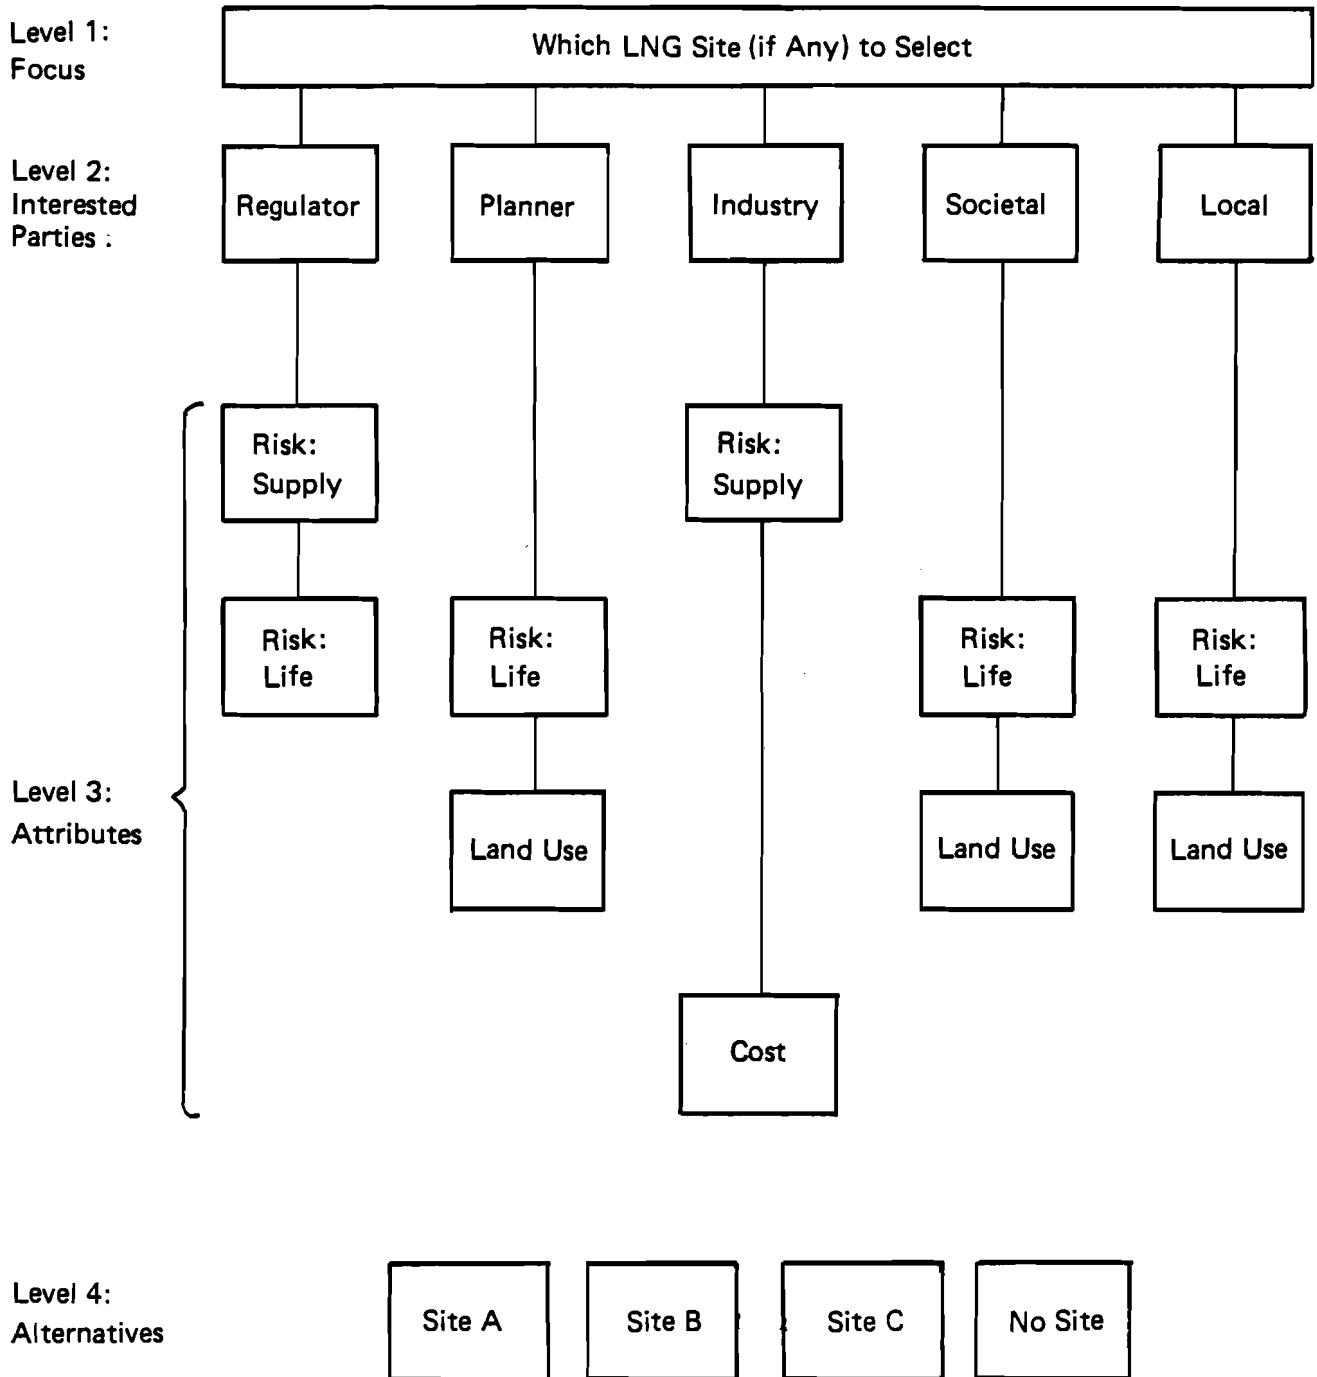 Level 1:
Focus
Which LNG Site (if Any) to Select
Level 2:
Interested
Parties :
Regulator
Planner
Industry
Societal
Local
Level 3:
Attributes
Risk:
Supply
Risk:
Supply
Risk:
Life
Risk:
Life
Risk:
Life
Risk:
Life
Land Use
Land Use
Land Use
Cost
Level 4:
Alternatives
Site A
Site B
Site C
No Site